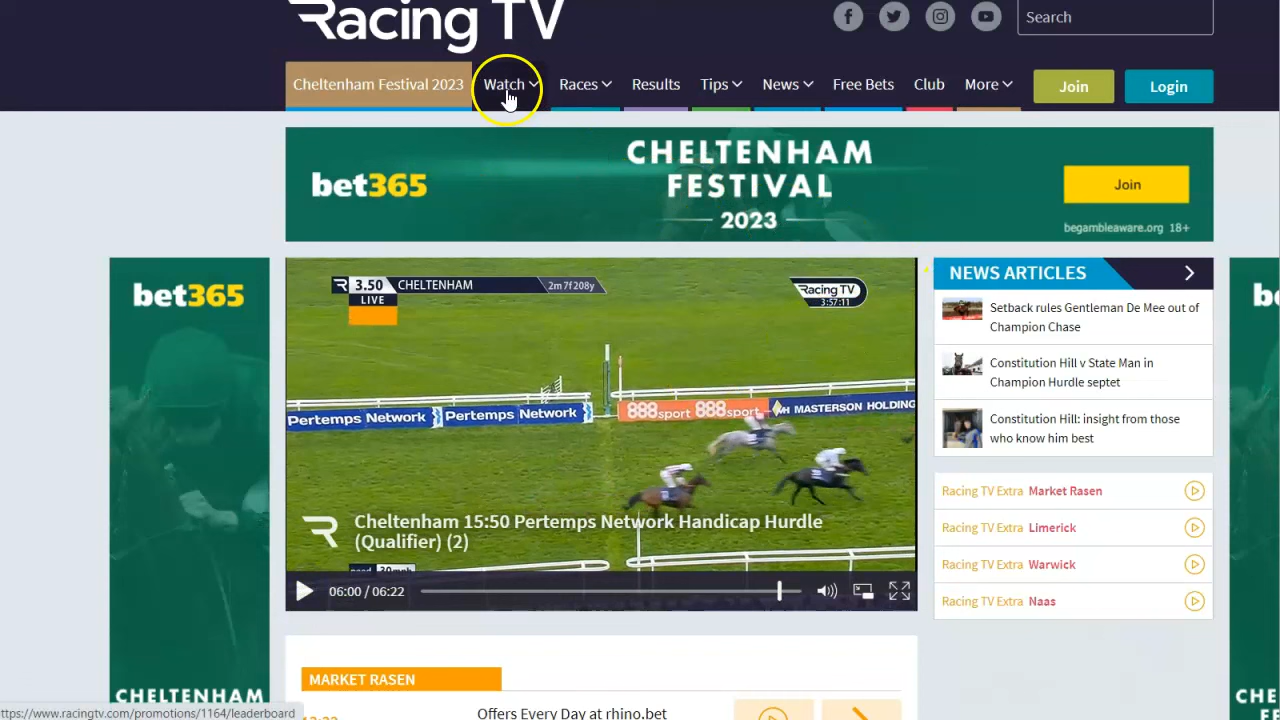 Racing TV
Search
Cheltenham Festival 2023
Watch
Races
Results
Tips
News
Free Bets
Club
More
Join
Login
bet365
CHELTENHAM
FESTIVAL
2023
Join
begambleaware.org 18+
bet365
3.50 CHELTENHAM 2m 7f 208y
LIVE
Racing TV
3:57:11
Pertemps Network
Pertemps Network
888sport 888sport
MASTERSON HOLDING
Cheltenham 15:50 Pertemps Network Handicap Hurdle
(Qualifier) (2)
30mph
06:00 / 06:22
NEWS ARTICLES
Setback rules Gentleman De Mee out of
Champion Chase
Constitution Hill v State Man in
Champion Hurdle septet
Constitution Hill: insight from those
who know him best
Racing TV Extra Market Rasen
Racing TV Extra Limerick
Racing TV Extra Warwick
Racing TV Extra Naas
be
MARKET RASEN
Offers Every Day at rhino.bet
CHELTENHAM
CHE
ttps://www.racingtv.com/promotions/1164/leaderboard